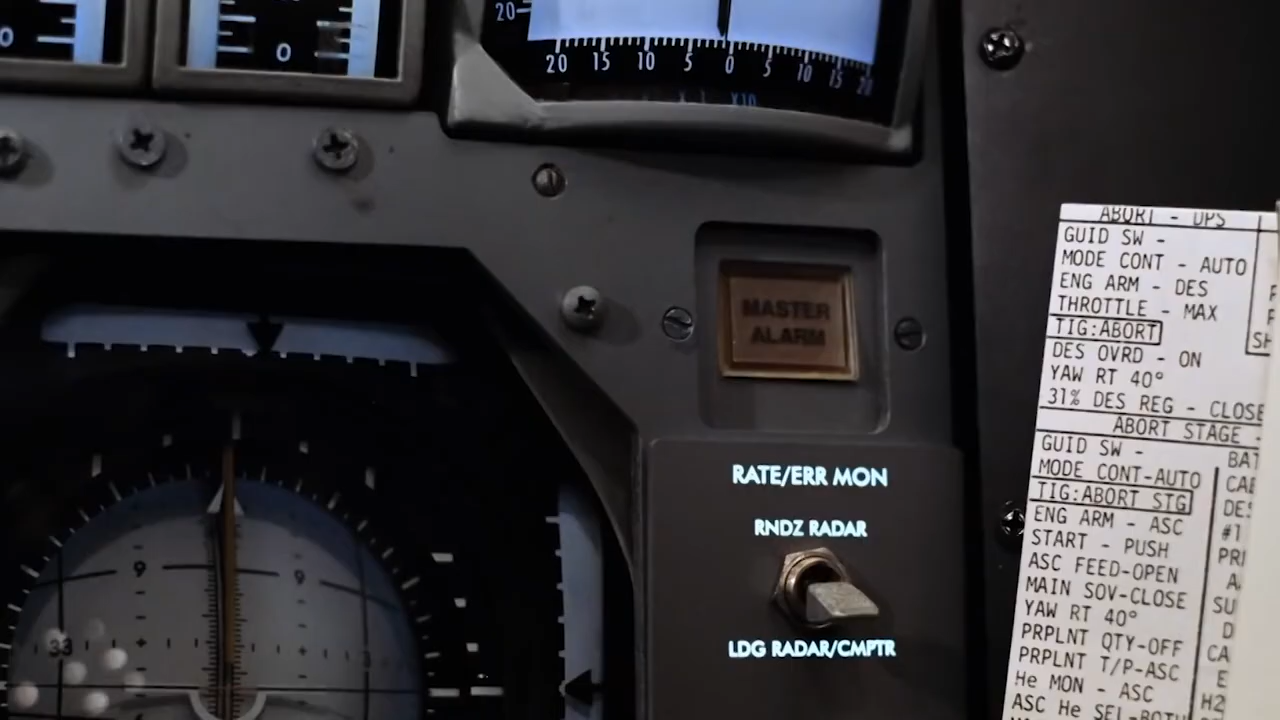 20
0
0
20 15 10 5 0 5 10 15 20
X 1 X10
MASTER
ALARM
RATE/ERR MON
RNDZ RADAR
LDG RADAR/CMPTR
9 9
33
ABORT - DPS
GUID SW -
MODE CONT - AUTO
ENG ARM - DES
THROTTLE - MAX
TIG:ABORT
DES OVRD - ON
YAW RT 40°
31% DES REG - CLOSE
ABORT STAGE -
GUID SW -
MODE CONT-AUTO
TIG:ABORT STG
ENG ARM - ASC
START - PUSH
ASC FEED-OPEN
MAIN SOV-CLOSE
YAW RT 40°
PRPLNT QTY-OFF
PRPLNT T/P-ASC
He MON - ASC
ASC He SEL-BOTH
SH
BAT
CAB
DES
#1
PRI
A
SU
D
CA
E
H2